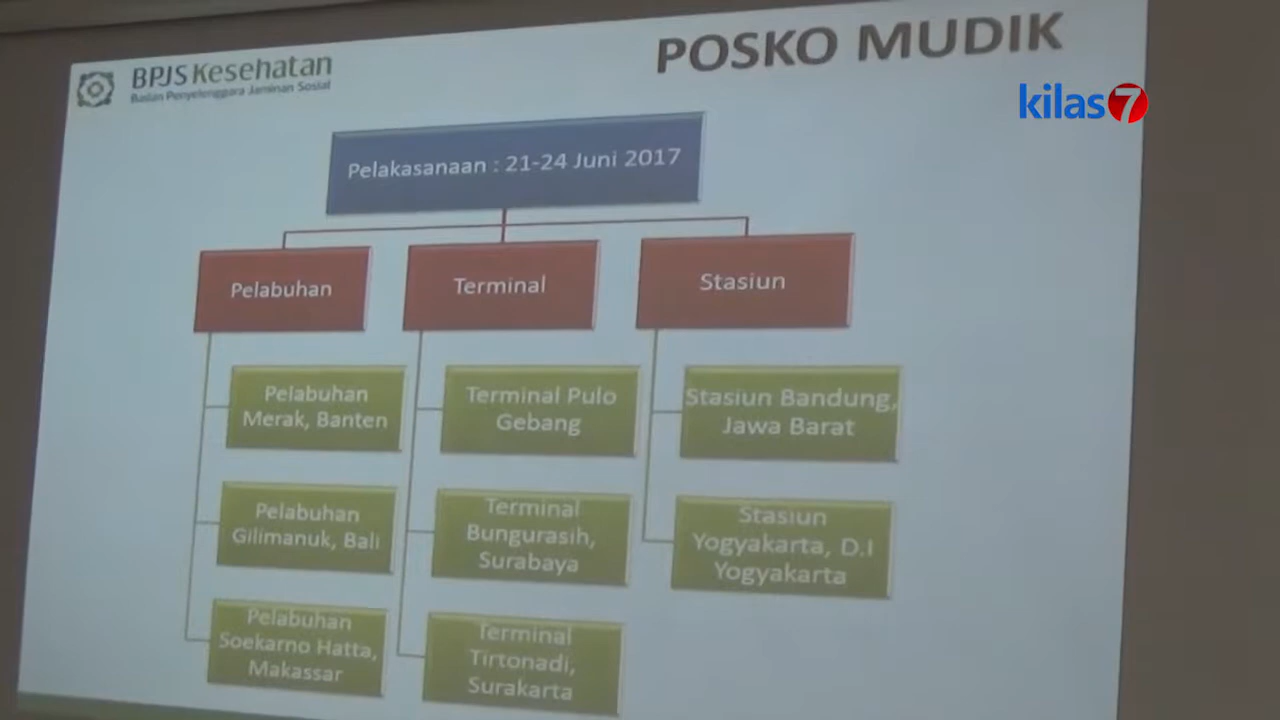 BPJS Kesehatan
Badan Penyelenggara Jaminan Sosial
POSKO MUDIK
kilas7
Pelakasanaan : 21-24 Juni 2017
Pelabuhan
Terminal
Stasiun
Pelabuhan
Merak, Banten
Terminal Pulo
Gebang
Stasiun Bandung,
Jawa Barat
Pelabuhan
Gilimanuk, Bali
Terminal
Bungurasih,
Surabaya
Stasiun
Yogyakarta, D.I
Yogyakarta
Pelabuhan
Soekarno Hatta,
Makassar
Terminal
Tirtonadi,
Surakarta